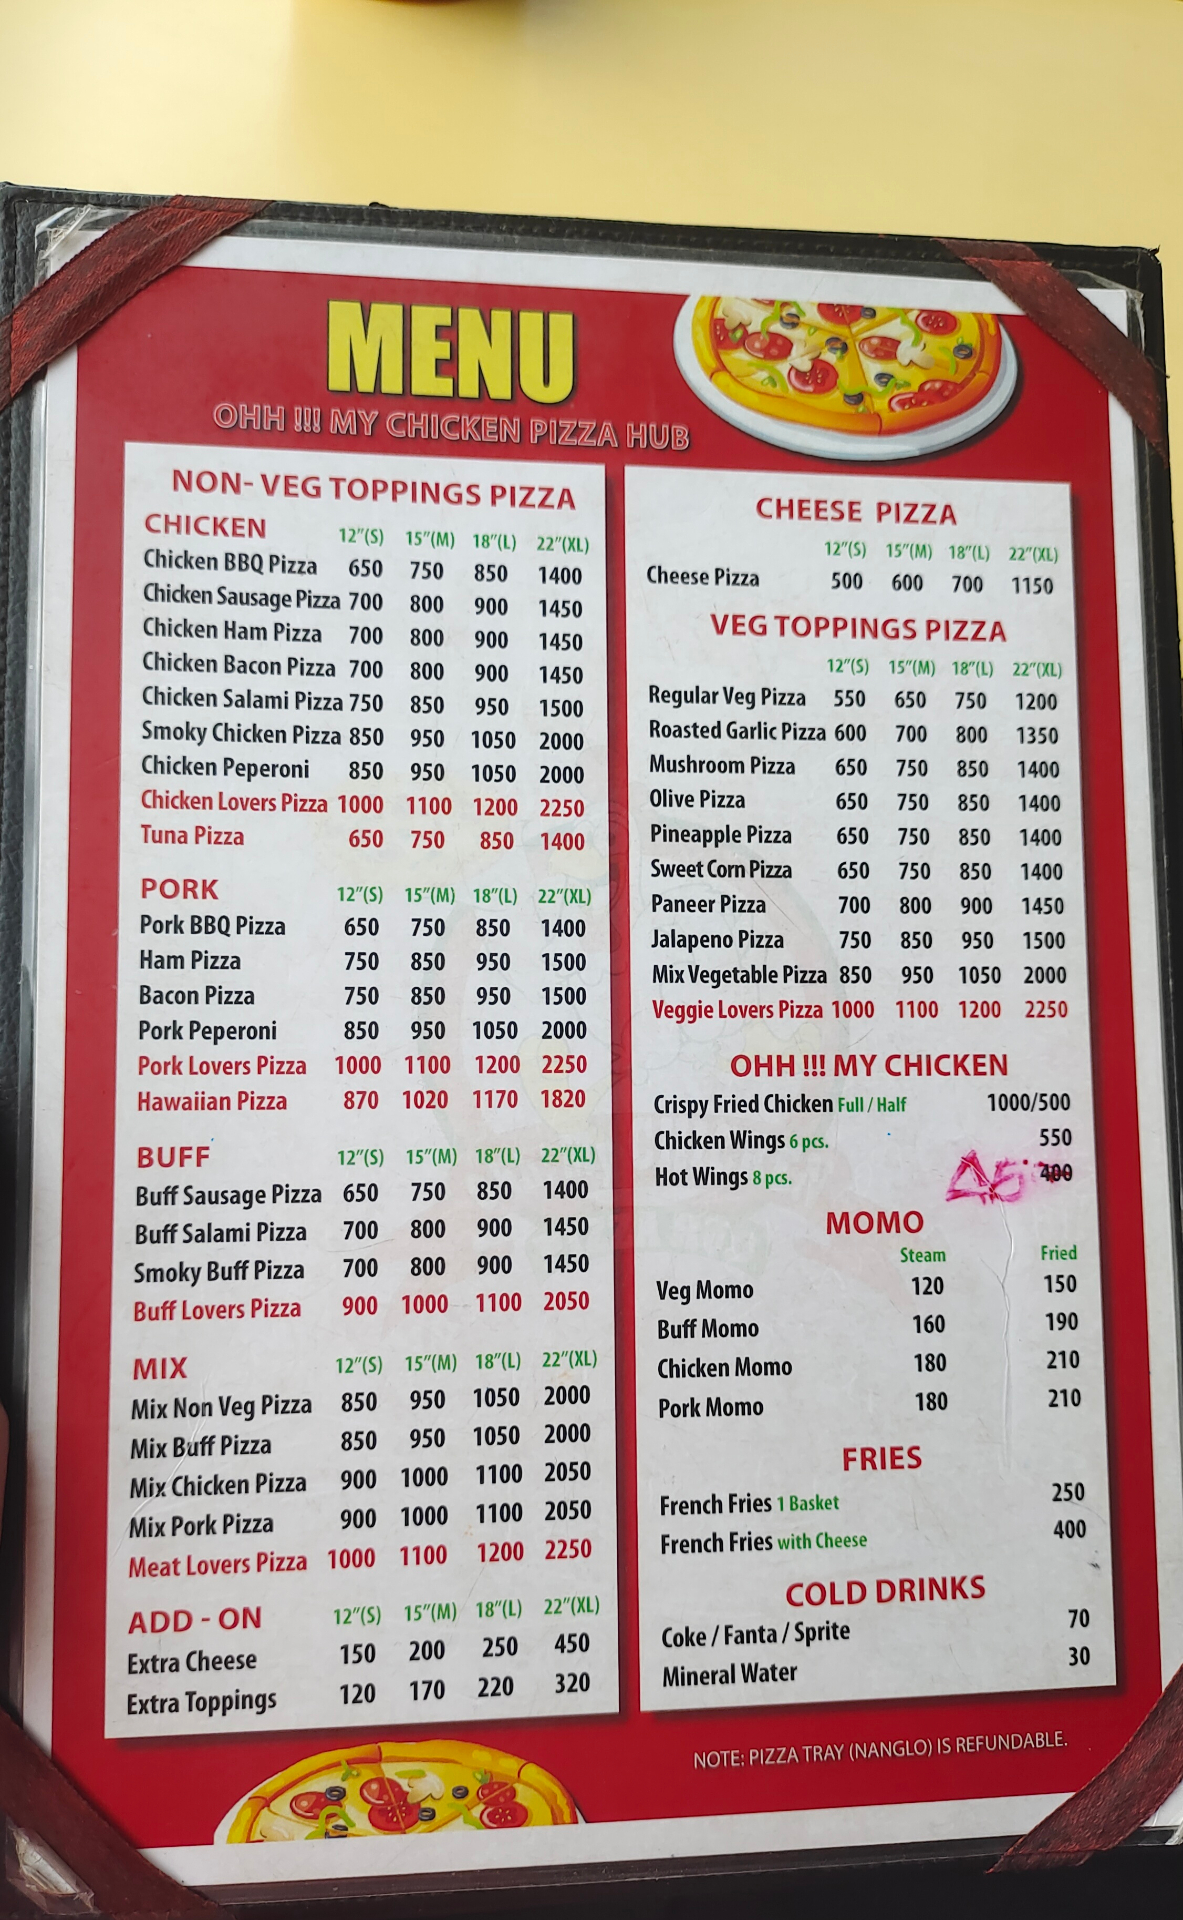 MENU
OHH !!! MY CHICKEN PIZZA HUB
NON- VEG TOPPINGS PIZZA
CHICKEN 12"(S) 15"(M) 18"(L) 22"(XL)
Chicken BBQ Pizza 650 750 850 1400
Chicken Sausage Pizza 700 800 900 1450
Chicken Ham Pizza 700 800 900 1450
Chicken Bacon Pizza 700 800 900 1450
Chicken Salami Pizza 750 850 950 1500
Smoky Chicken Pizza 850 950 1050 2000
Chicken Peperoni 850 950 1050 2000
Chicken Lovers Pizza 1000 1100 1200 2250
Tuna Pizza 650 750 850 1400
PORK 12"(S) 15"(M) 18"(L) 22"(XL)
Pork BBQ Pizza 650 750 850 1400
Ham Pizza 750 850 950 1500
Bacon Pizza 750 850 950 1500
Pork Peperoni 850 950 1050 2000
Pork Lovers Pizza 1000 1100 1200 2250
Hawaiian Pizza 870 1020 1170 1820
BUFF 12"(S) 15"(M) 18"(L) 22"(XL)
Buff Sausage Pizza 650 750 850 1400
Buff Salami Pizza 700 800 900 1450
Smoky Buff Pizza 700 800 900 1450
Buff Lovers Pizza 900 1000 1100 2050
MIX 12"(S) 15"(M) 18"(L) 22"(XL)
Mix Non Veg Pizza 850 950 1050 2000
Mix Buff Pizza 850 950 1050 2000
Mix Chicken Pizza 900 1000 1100 2050
Mix Pork Pizza 900 1000 1100 2050
Meat Lovers Pizza 1000 1100 1200 2250
ADD - ON 12"(S) 15"(M) 18"(L) 22"(XL)
Extra Cheese 150 200 250 450
Extra Toppings 120 170 220 320
CHEESE PIZZA
12"(S) 15"(M) 18"(L) 22"(XL)
Cheese Pizza 500 600 700 1150
VEG TOPPINGS PIZZA
12"(S) 15"(M) 18"(L) 22"(XL)
Regular Veg Pizza 550 650 750 1200
Roasted Garlic Pizza 600 700 800 1350
Mushroom Pizza 650 750 850 1400
Olive Pizza 650 750 850 1400
Pineapple Pizza 650 750 850 1400
Sweet Corn Pizza 650 750 850 1400
Paneer Pizza 700 800 900 1450
Jalapeno Pizza 750 850 950 1500
Mix Vegetable Pizza 850 950 1050 2000
Veggie Lovers Pizza 1000 1100 1200 2250
OHH !!! MY CHICKEN
Crispy Fried Chicken Full / Half 1000/500
Chicken Wings 6 pcs. 550
Hot Wings 8 pcs. 400
MOMO
Steam Fried
Veg Momo 120 150
Buff Momo 160 190
Chicken Momo 180 210
Pork Momo 180 210
FRIES
French Fries 1 Basket 250
French Fries with Cheese 400
COLD DRINKS
Coke / Fanta / Sprite 70
Mineral Water 30
NOTE: PIZZA TRAY (NANGLO) IS REFUNDABLE.